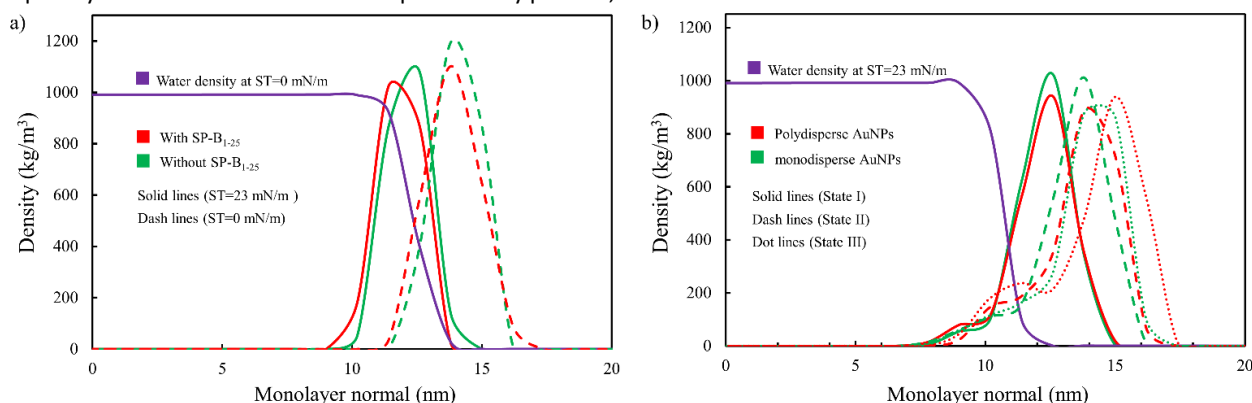 a)
Density (kg/m³)
1200
1000
800
600
400
200
0
Water density at ST=0 mN/m
With SP-B₁₋₂₅
Without SP-B₁₋₂₅
Solid lines (ST=23 mN/m )
Dash lines (ST=0 mN/m)
0 5 10 15 20
Monolayer normal (nm)
b)
Density (kg/m³)
1200
1000
800
600
400
200
0
Water density at ST=23 mN/m
Polydisperse AuNPs
monodisperse AuNPs
Solid lines (State I)
Dash lines (State II)
Dot lines (State III)
0 5 10 15 20
Monolayer normal (nm)